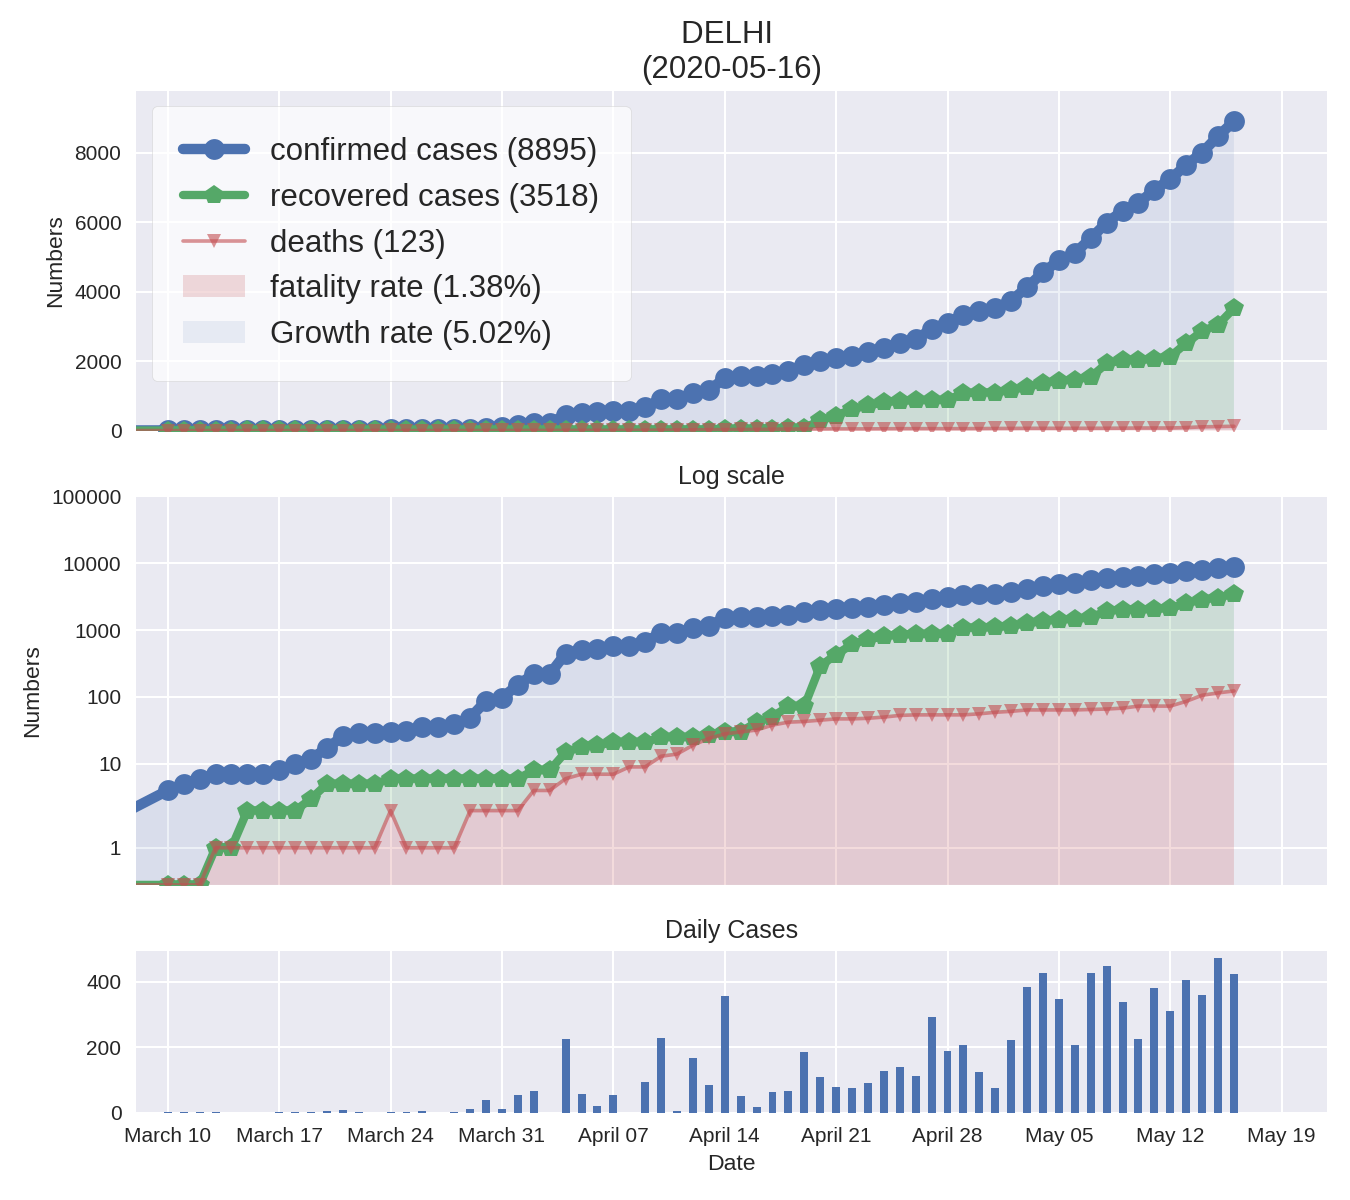 DELHI
(2020-05-16)
confirmed cases (8895)
recovered cases (3518)
deaths (123)
fatality rate (1.38%)
Growth rate (5.02%)
8000
6000
4000
2000
0
Numbers
Log scale
100000
10000
1000
100
10
1
Numbers
Daily Cases
400
200
0
March 10 March 17 March 24 March 31 April 07 April 14 April 21 April 28 May 05 May 12 May 19
Date